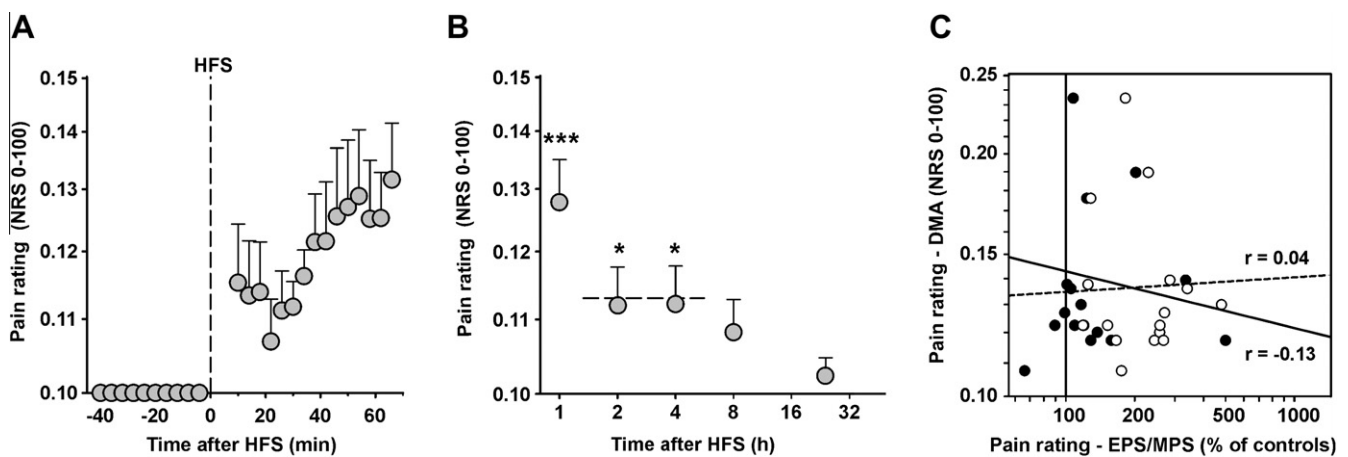 A
HFS
0.15
0.14
0.13
0.12
0.11
0.10
-40 -20 0 20 40 60
Pain rating (NRS 0-100)
Time after HFS (min)
B
0.15
0.14
0.13
0.12
0.11
0.10
***
* *
1 2 4 8 16 32
Pain rating (NRS 0-100)
Time after HFS (h)
C
0.25
0.20
0.15
0.10
r = 0.04
r = -0.13
100 200 500 1000
Pain rating - DMA (NRS 0-100)
Pain rating - EPS/MPS (% of controls)